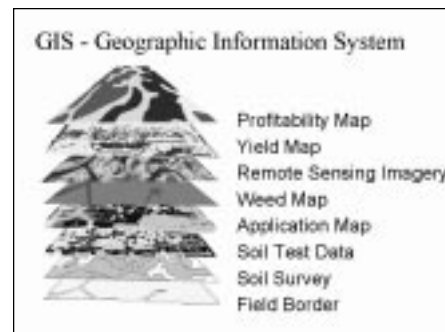 GIS - Geographic Information System
Profitability Map
Yield Map
Remote Sensing Imagery
Weed Map
Application Map
Soil Test Data
Soil Survey
Field Border